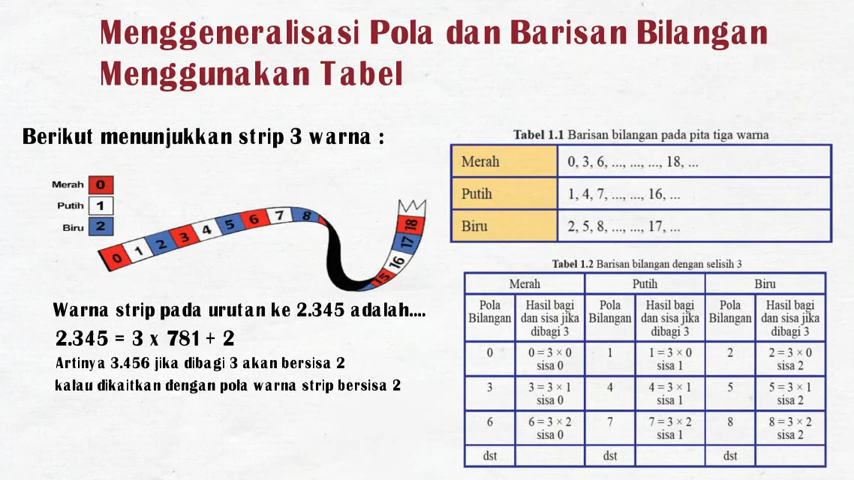 Menggeneralisasi Pola dan Barisan Bilangan
Menggunakan Tabel
Berikut menunjukkan strip 3 warna :
Merah 0
Putih 1
Biru 2
0 1 2 3 4 5 6 7 8 15 16 17 18
Warna strip pada urutan ke 2.345 adalah....
2.345 = 3 x 781 + 2
Artinya 3.456 jika dibagi 3 akan bersisa 2
kalau dikaitkan dengan pola warna strip bersisa 2
Tabel 1.1 Barisan bilangan pada pita tiga warna
Merah 0, 3, 6, ..., ..., ..., 18, ...
Putih 1, 4, 7, ..., ..., 16, ...
Biru 2, 5, 8, ..., ..., 17, ...
Tabel 1.2 Barisan bilangan dengan selisih 3
Merah Putih Biru
Pola Hasil bagi Pola Hasil bagi Pola Hasil bagi
Bilangan dan sisa jika Bilangan dan sisa jika Bilangan dan sisa jika
dibagi 3 dibagi 3 dibagi 3
0 0 = 3 × 0 1 1 = 3 × 0 2 2 = 3 × 0
sisa 0 sisa 1 sisa 2
3 3 = 3 × 1 4 4 = 3 × 1 5 5 = 3 × 1
sisa 0 sisa 1 sisa 2
6 6 = 3 × 2 7 7 = 3 × 2 8 8 = 3 × 2
sisa 0 sisa 1 sisa 2
dst dst dst